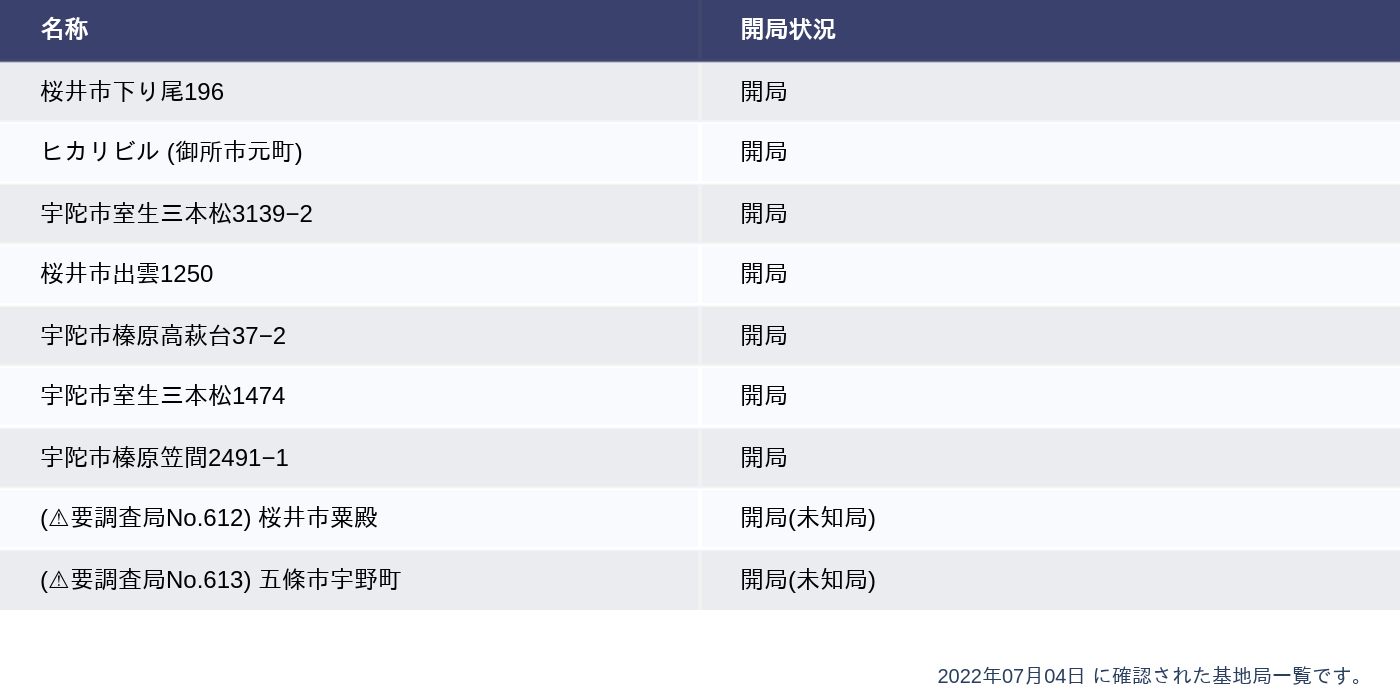 名称 開局状況
桜井市下り尾196 開局
ヒカリビル (御所市元町) 開局
宇陀市室生三本松3139−2 開局
桜井市出雲1250 開局
宇陀市榛原高萩台37−2 開局
宇陀市室生三本松1474 開局
宇陀市榛原笠間2491−1 開局
(⚠要調査局No.612) 桜井市粟殿 開局(未知局)
(⚠要調査局No.613) 五條市宇野町 開局(未知局)
2022年07月04日 に確認された基地局一覧です。